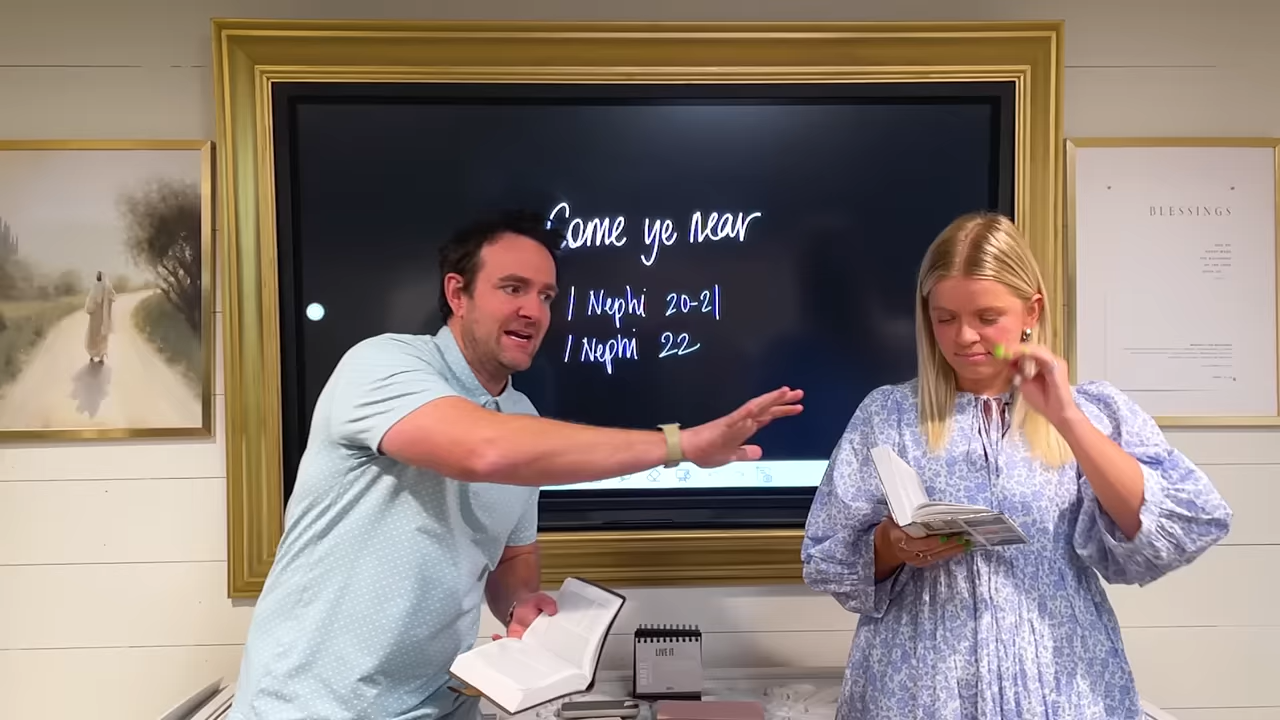 Come ye near
1 Nephi 20-21
1 Nephi 22
BLESSINGS
LIVE IT